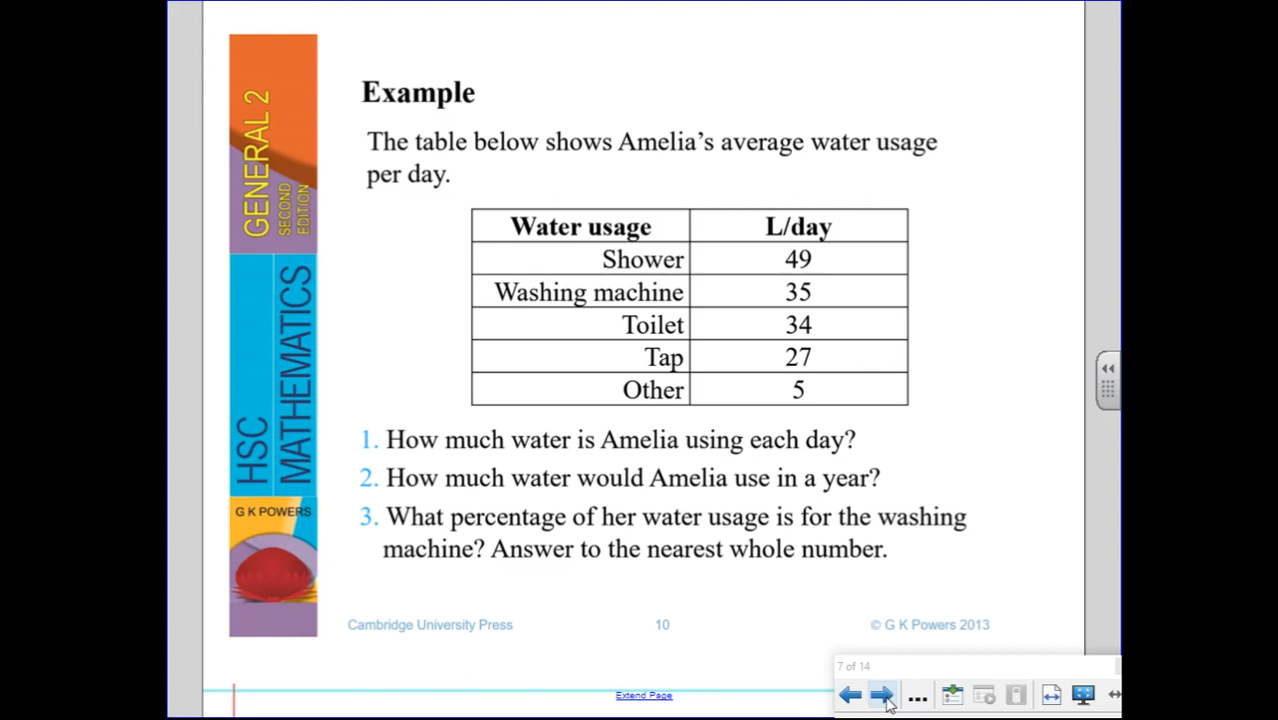 GENERAL 2
SECOND
EDITION
HSC
MATHEMATICS
G K POWERS
Example
The table below shows Amelia’s average water usage
per day.
Water usage L/day
Shower 49
Washing machine 35
Toilet 34
Tap 27
Other 5
1. How much water is Amelia using each day?
2. How much water would Amelia use in a year?
3. What percentage of her water usage is for the washing
machine? Answer to the nearest whole number.
Cambridge University Press 10 © G K Powers 2013
7 of 14
Extend Page